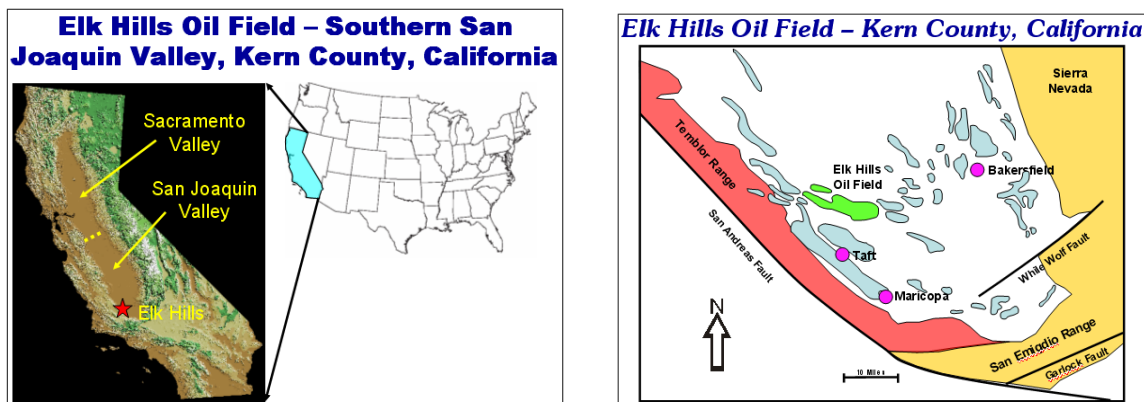 Elk Hills Oil Field – Southern San
Joaquin Valley, Kern County, California
Sacramento
Valley
San Joaquin
Valley
Elk Hills
Elk Hills Oil Field – Kern County, California
Sierra
Nevada
Temblor Range
Elk Hills
Oil Field
Bakersfield
San Andreas Fault
Taft
While Wolf Fault
Maricopa
N
San Emigdio Range
Garlock Fault
10 Miles